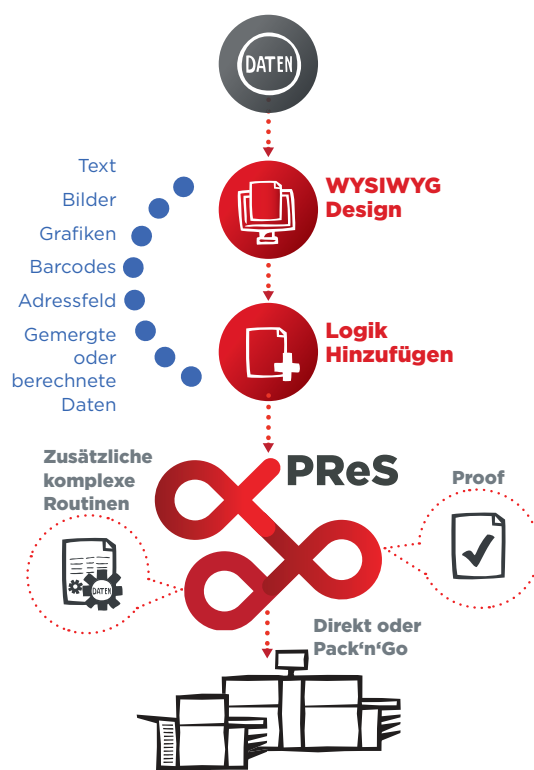 DATEN
Text
Bilder
Grafiken
Barcodes
Adressfeld
Gemergte
oder
berechnete
Daten
WYSIWYG
Design
Logik
Hinzufügen
PReS
Zusätzliche
komplexe
Routinen
DATEN
Proof
Direkt oder
Pack‘n‘Go